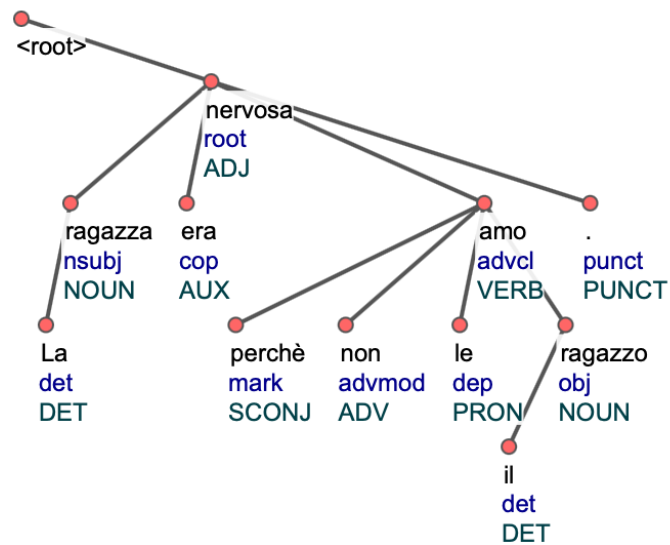 <root>
nervosa
root
ADJ
ragazza era amo .
nsubj cop advcl punct
NOUN AUX VERB PUNCT
La perchè non le ragazzo
det mark advmod dep obj
DET SCONJ ADV PRON NOUN
il
det
DET